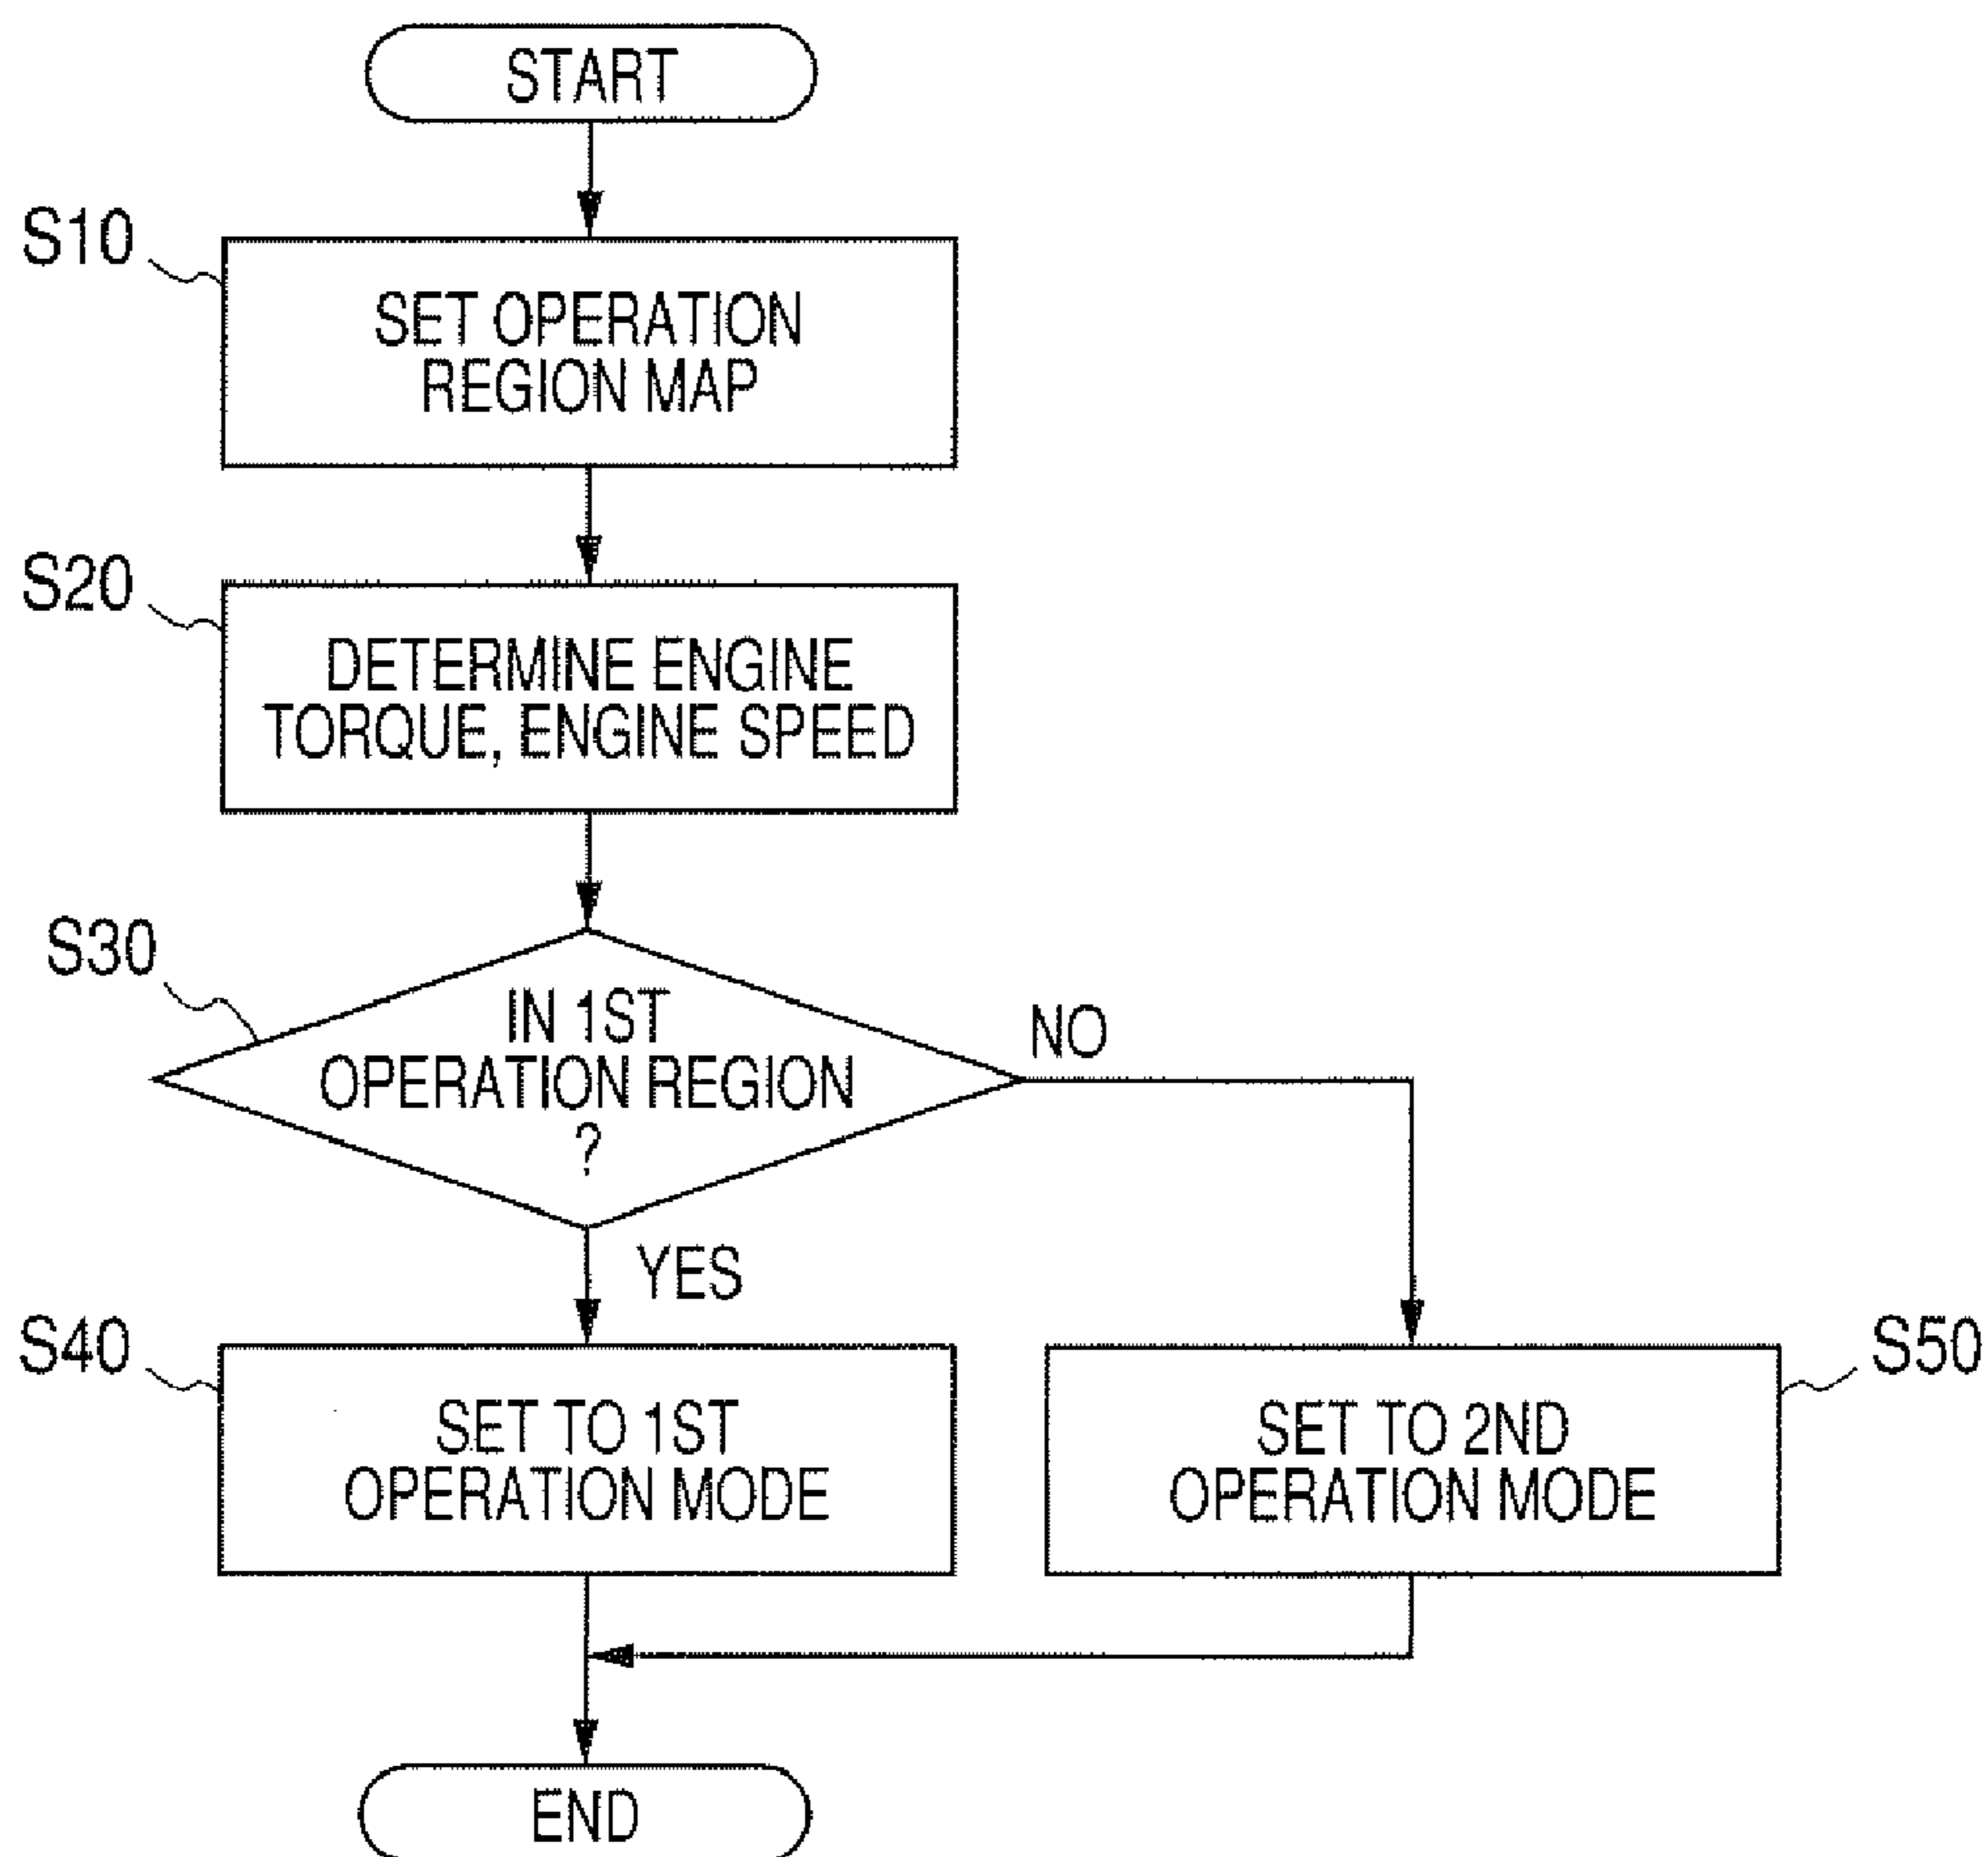 START
S10
SET OPERATION
REGION MAP
S20
DETERMINE ENGINE
TORQUE, ENGINE SPEED
S30
IN 1ST
OPERATION REGION
?
NO
YES
S40
SET TO 1ST
OPERATION MODE
SET TO 2ND
OPERATION MODE
S50
END